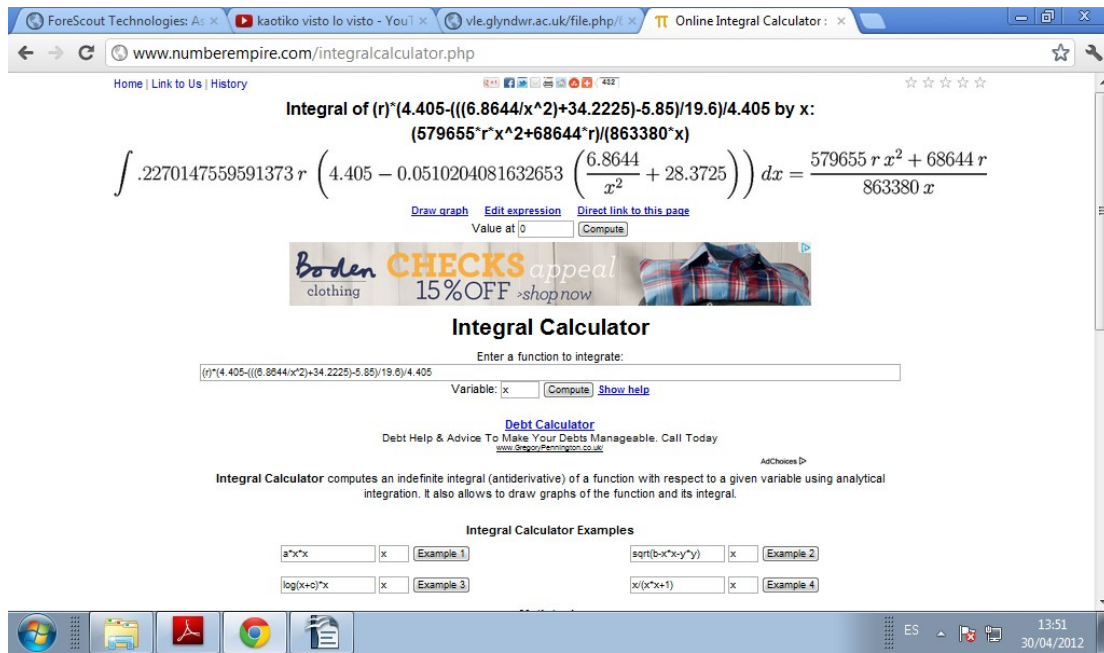 ForeScout Technologies: As
kaotiko visto lo visto - YouT
vle.glyndwr.ac.uk/file.php/
Online Integral Calculator :
www.numberempire.com/integralcalculator.php
Home | Link to Us | History
402
Integral of (r)*(4.405-(((6.8644/x^2)+34.2225)-5.85)/19.6)/4.405 by x:
(579655*r*x^2+68644*r)/(863380*x)
∫ .2270147559591373 r (4.405 − 0.0510204081632653 (6.8644/x² + 28.3725)) dx = (579655 r x² + 68644 r)/(863380 x)
Draw graph Edit expression Direct link to this page
Value at 0 Compute
Boden CHECKS appeal
clothing 15% OFF >shop now
Integral Calculator
Enter a function to integrate:
(r)*(4.405-(((6.8644/x^2)+34.2225)-5.85)/19.6)/4.405
Variable: x Compute Show help
Debt Calculator
Debt Help & Advice To Make Your Debts Manageable. Call Today
www.GregoryPennington.co.uk/
AdChoices
Integral Calculator computes an indefinite integral (antiderivative) of a function with respect to a given variable using analytical
integration. It also allows to draw graphs of the function and its integral.
Integral Calculator Examples
a*x*x x Example 1 sqrt(b-x*x-y*y) x Example 2
log(x+c)*x x Example 3 x/(x*x+1) x Example 4
ES 13:51
30/04/2012